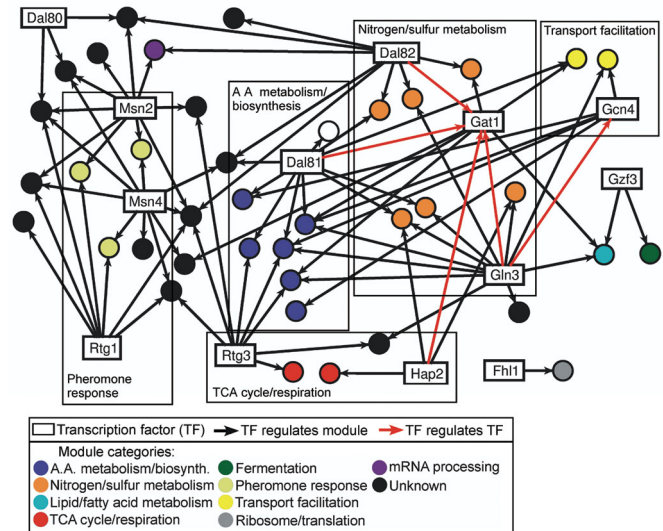 Dal80
Nitrogen/sulfur metabolism
Transport facilitation
Dal82
A A metabolism/
biosynthesis
Msn2
Gat1
Gcn4
Dal81
Gzf3
Msn4
Gln3
Rtg1
Rtg3
Hap2
Fhl1
Pheromone
response
TCA cycle/respiration
Transcription factor (TF) TF regulates module TF regulates TF
Module categories:
A.A. metabolism/biosynth. Fermentation mRNA processing
Nitrogen/sulfur metabolism Pheromone response Unknown
Lipid/fatty acid metabolism Transport facilitation
TCA cycle/respiration Ribosome/translation